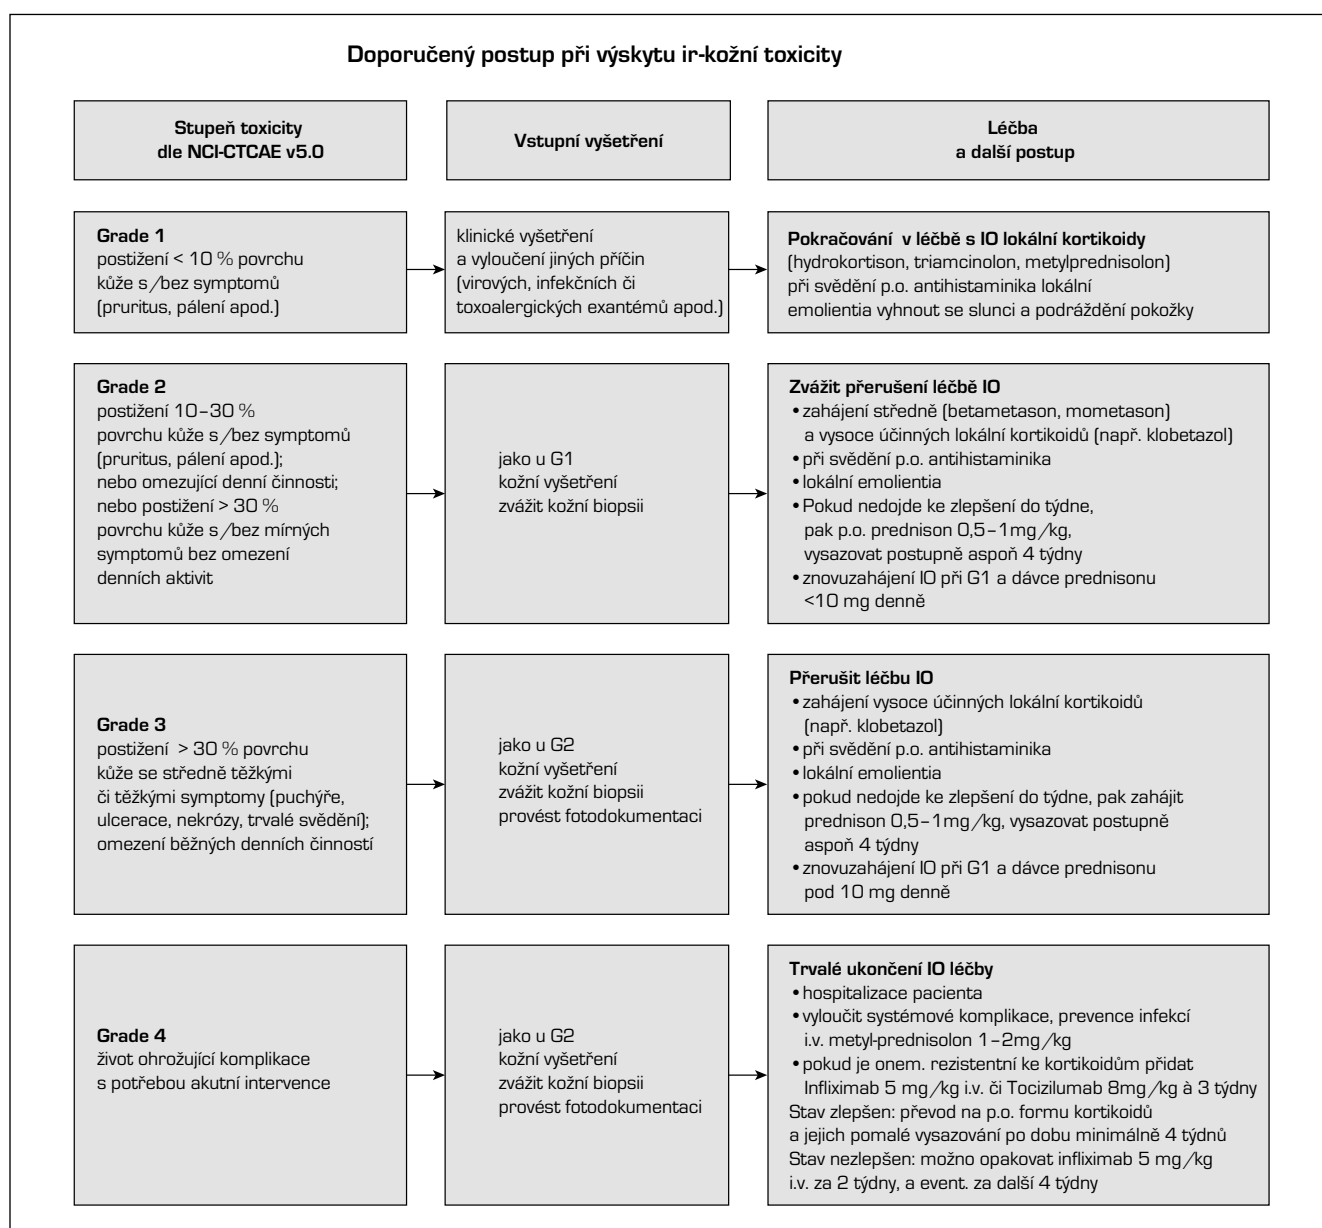 Doporučený postup při výskytu ir-kožní toxicity
Stupeň toxicity
dle NCI-CTCAE v5.0
Vstupní vyšetření
Léčba
a další postup
Grade 1
postižení < 10 % povrchu
kůže s/bez symptomů
(pruritus, pálení apod.)
klinické vyšetření
a vyloučení jiných příčin
(virových, infekčních či
toxoalergických exantémů apod.)
Pokračování v léčbě s IO lokální kortikoidy
(hydrokortison, triamcinolon, metylprednisolon)
při svědění p.o. antihistaminika lokální
emolientia vyhnout se slunci a podráždění pokožky
Grade 2
postižení 10–30 %
povrchu kůže s/bez symptomů
(pruritus, pálení apod.);
nebo omezující denní činnosti;
nebo postižení > 30 %
povrchu kůže s/bez mírných
symptomů bez omezení
denních aktivit
jako u G1
kožní vyšetření
zvážit kožní biopsii
Zvážit přerušení léčbě IO
• zahájení středně (betametason, mometason)
a vysoce účinných lokální kortikoidů (např. klobetazol)
• při svědění p.o. antihistaminika
• lokální emolientia
• Pokud nedojde ke zlepšení do týdne,
pak p.o. prednison 0,5–1mg/kg,
vysazovat postupně aspoň 4 týdny
• znovuzahájení IO při G1 a dávce prednisonu
<10 mg denně
Grade 3
postižení > 30 % povrchu
kůže se středně těžkými
či těžkými symptomy (puchýře,
ulcerace, nekrózy, trvalé svědění);
omezení běžných denních činností
jako u G2
kožní vyšetření
zvážit kožní biopsii
provést fotodokumentaci
Přerušit léčbu IO
• zahájení vysoce účinných lokální kortikoidů
(např. klobetazol)
• při svědění p.o. antihistaminika
• lokální emolientia
• pokud nedojde ke zlepšení do týdne, pak zahájit
prednison 0,5–1mg/kg, vysazovat postupně
aspoň 4 týdny
• znovuzahájení IO při G1 a dávce prednisonu
pod 10 mg denně
Grade 4
život ohrožující komplikace
s potřebou akutní intervence
jako u G2
kožní vyšetření
zvážit kožní biopsii
provést fotodokumentaci
Trvalé ukončení IO léčby
• hospitalizace pacienta
• vyloučit systémové komplikace, prevence infekcí
i.v. metyl-prednisolon 1–2mg/kg
• pokud je onem. rezistentní ke kortikoidům přidat
Infliximab 5 mg/kg i.v. či Tocizilumab 8mg/kg à 3 týdny
Stav zlepšen: převod na p.o. formu kortikoidů
a jejich pomalé vysazování po dobu minimálně 4 týdnů
Stav nezlepšen: možno opakovat infliximab 5 mg/kg
i.v. za 2 týdny, a event. za další 4 týdny